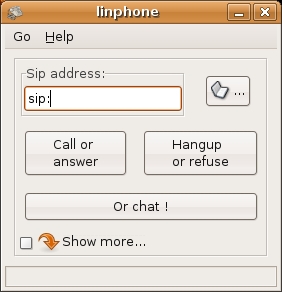 linphone
Go Help
Sip address:
sip:
...
Call or
answer
Hangup
or refuse
Or chat !
Show more...